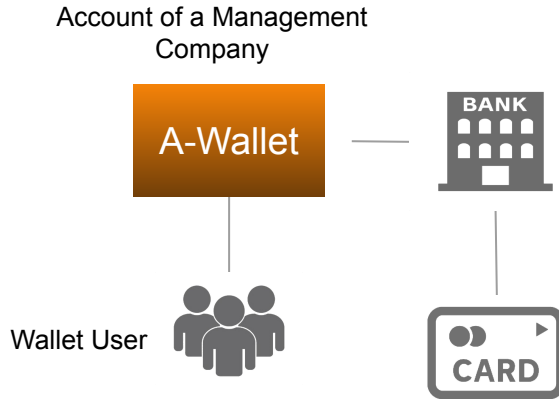 Account of a Management
Company
A-Wallet
BANK
Wallet User
CARD